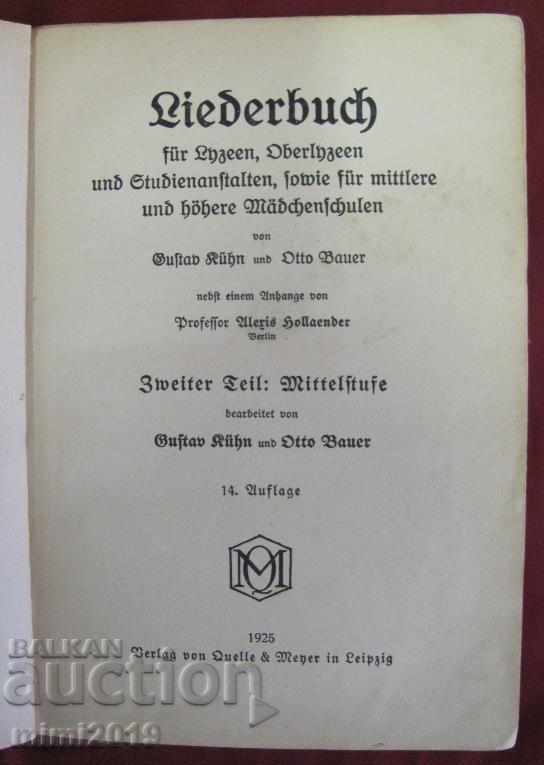 Liederbuch
für Lyzeen, Oberlyzeen
und Studienanstalten, sowie für mittlere
und höhere Mädchenschulen
von
Gustav Kühn und Otto Bauer
nebst einem Anhange von
Professor Alexis Hollaender
Berlin
Zweiter Teil: Mittelstufe
bearbeitet von
Gustav Kühn und Otto Bauer
14. Auflage
QM
1925
Verlag von Quelle & Meyer in Leipzig
BALKAN
auction
mimi2019